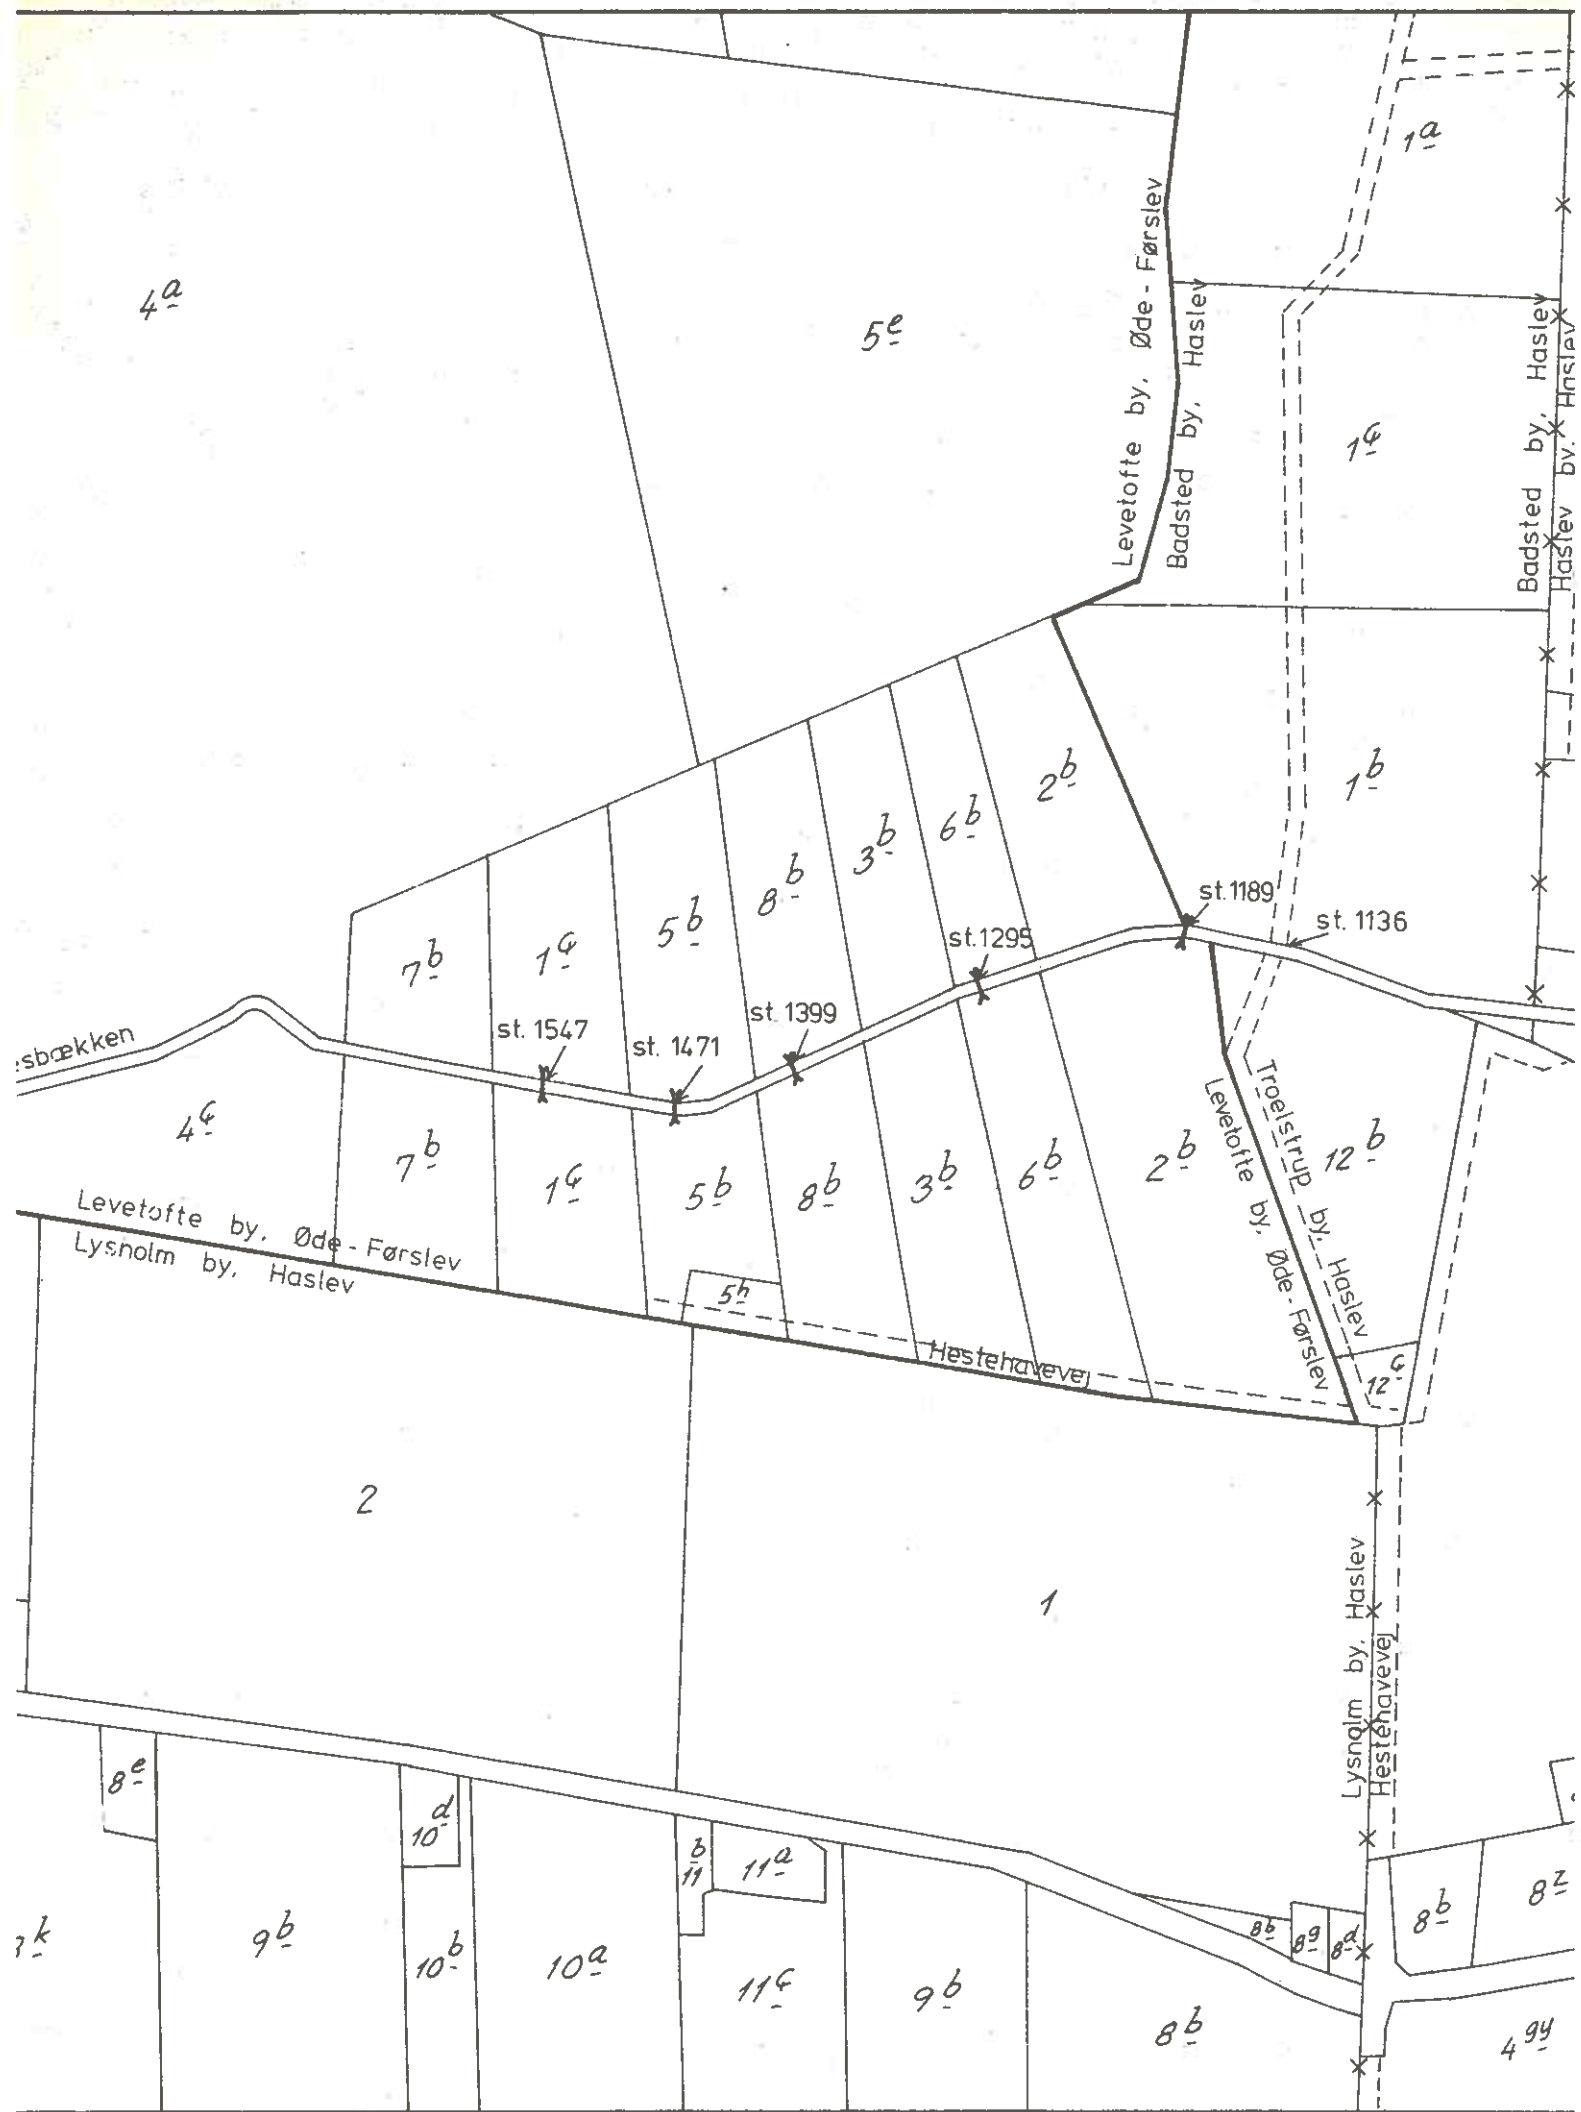 1a
4a
5e
Levetofte by, Øde-Førslev
Badsted by, Haslev
Badsted by, Haslev
Haslev by, Haslev
1c
2b
1b
6b
3b
8b
5b
1c
7b
st.1189
st. 1136
st.1295
st. 1399
st. 1547
st. 1471
4c
7b
1c
5b
8b
3b
6b
2b
12b
Troelstrup by, Haslev
Levetofte by, Øde-Førslev
Levetofte by, Øde-Førslev
Lysholm by, Haslev
5h
Hestehavevej
12c
2
1
Lysholm by, Haslev
Hestehavevej
8e
10d
11b
11a
8b
8g
8d
8b
8z
9b
10b
10a
11c
9b
8b
4gy